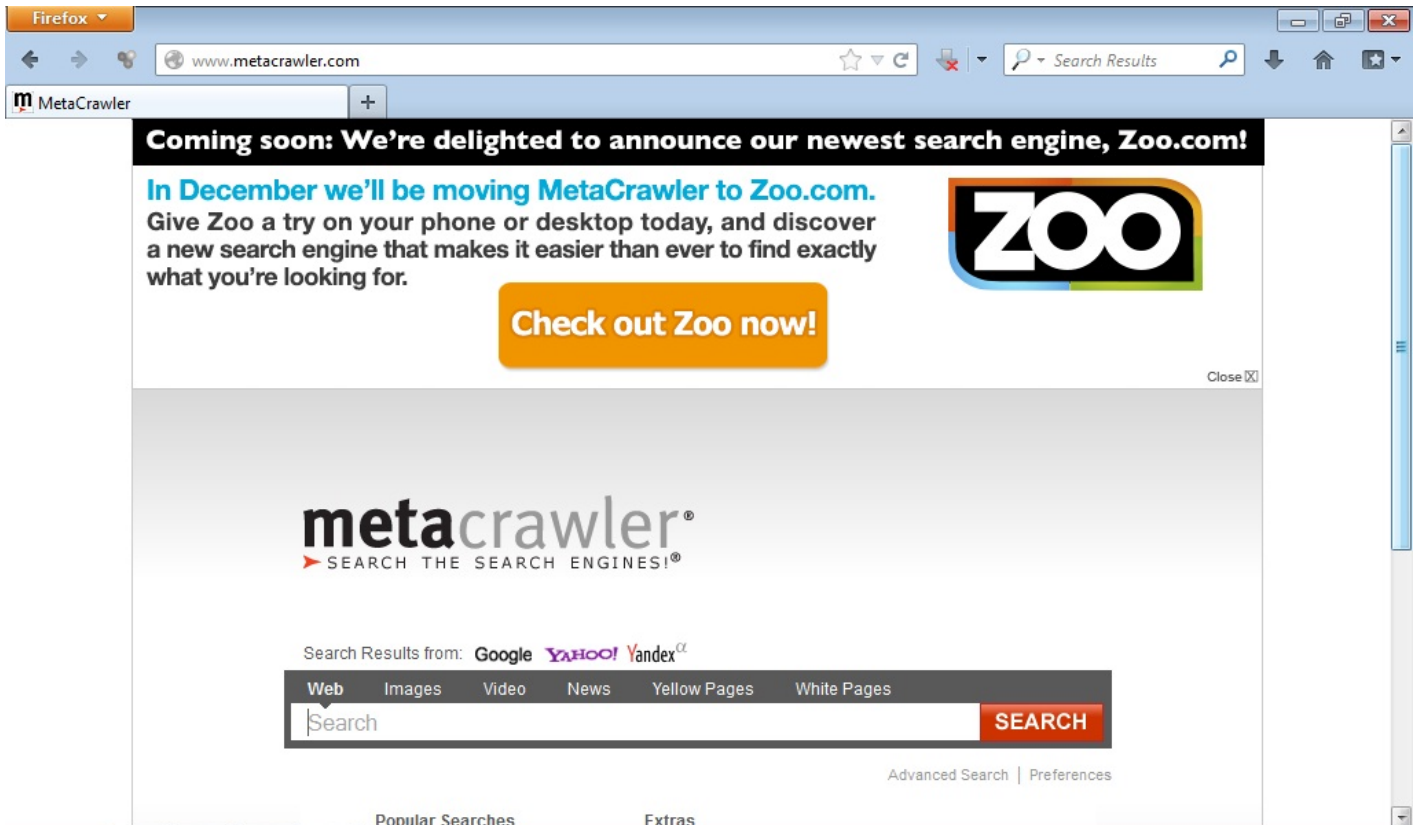 Firefox
www.metacrawler.com
Search Results
MetaCrawler
Coming soon: We're delighted to announce our newest search engine, Zoo.com!
In December we'll be moving MetaCrawler to Zoo.com.
Give Zoo a try on your phone or desktop today, and discover
a new search engine that makes it easier than ever to find exactly
what you're looking for.
ZOO
Check out Zoo now!
Close
metacrawler®
SEARCH THE SEARCH ENGINES!®
Search Results from: Google YAHOO! Yandexα
Web Images Video News Yellow Pages White Pages
Search SEARCH
Advanced Search | Preferences
Popular Searches Extras